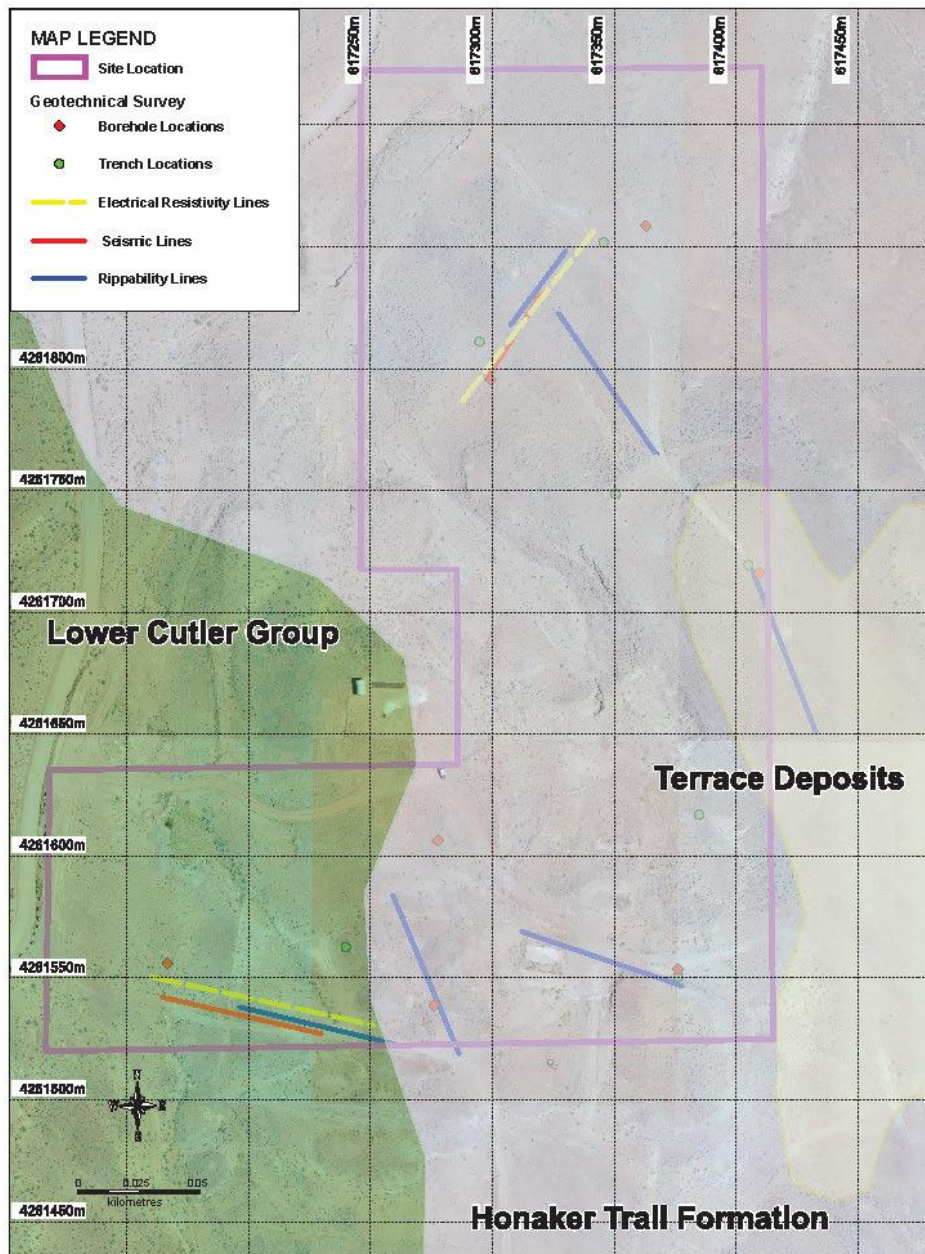 MAP LEGEND
Site Location
Geotechnical Survey
Borehole Locations
Trench Locations
Electrical Resistivity Lines
Seismic Lines
Rippability Lines
617250m
617300m
617350m
617400m
617450m
4261800m
4261750m
4261700m
Lower Cutler Group
4261650m
Terrace Deposits
4261600m
4261550m
4261500m
N
W E
S
0 0.025 0.05
kilometres
4261450m
Honaker Trail Formation